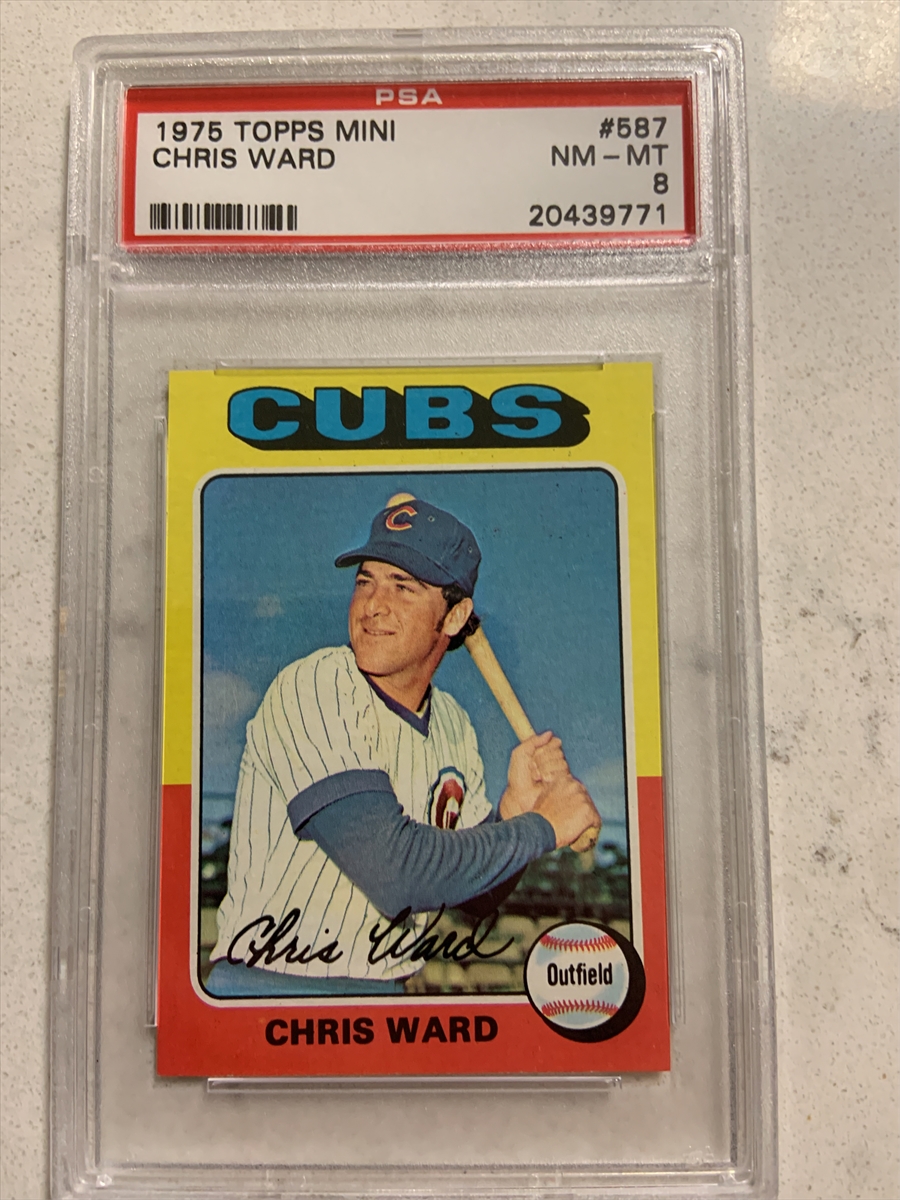 PSA
1975 TOPPS MINI #587
CHRIS WARD NM - MT
8
20439771
CUBS
C
C
Chris Ward
Outfield
CHRIS WARD